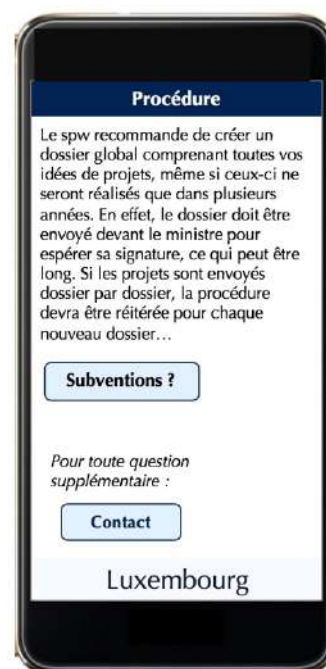 Procédure
Le spw recommande de créer un
dossier global comprenant toutes vos
idées de projets, même si ceux-ci ne
seront réalisés que dans plusieurs
années. En effet, le dossier doit être
envoyé devant le ministre pour
espérer sa signature, ce qui peut être
long. Si les projets sont envoyés
dossier par dossier, la procédure
devra être réitérée pour chaque
nouveau dossier…
Subventions ?
Pour toute question
supplémentaire :
Contact
Luxembourg